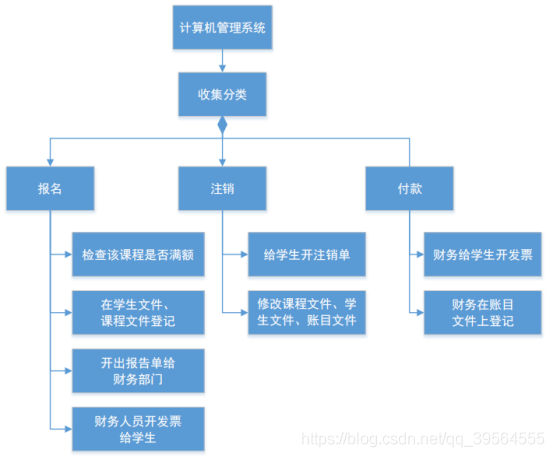 计算机管理系统
收集分类
报名
注销
付款
检查该课程是否满额
给学生开注销单
财务给学生开发票
在学生文件、
课程文件登记
修改课程文件、学
生文件、账目文件
财务在账目
文件上登记
开出报告单给
财务部门
财务人员开发票
给学生
https://blog.csdn.net/qq_39564555